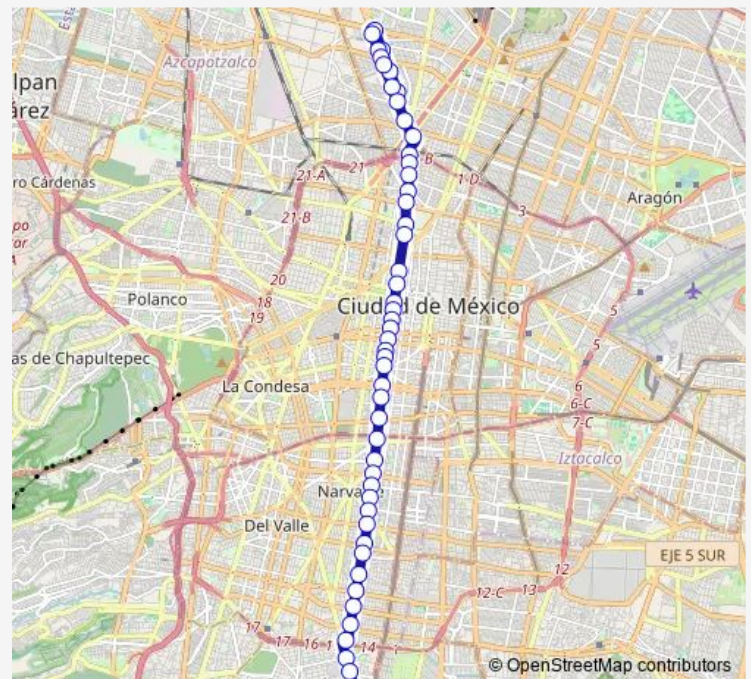 Azcapotzalco
lpan
árez
21-A
21
B
1-D
3
ro Cárdenas
Aragón
21-B
20
Polanco
18
19
Ciudad de México
5
5
as de Chapultepec
La Condesa
6
6-C
7-C
Iztacalco
Narvarte
Del Valle
EJE 5 SUR
12
12-C
13
17
17
16
14
1
© OpenStreetMap contributors